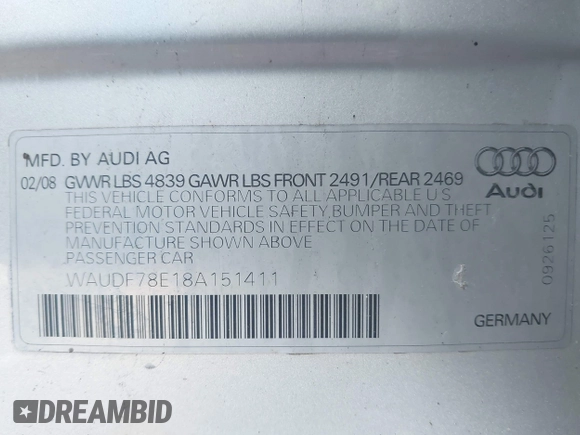 MFD. BY AUDI AG
02/08 GVWR LBS 4839 GAWR LBS FRONT 2491/REAR 2469
THIS VEHICLE CONFORMS TO ALL APPLICABLE U S
FEDERAL MOTOR VEHICLE SAFETY,BUMPER AND THEFT
PREVENTION STANDARDS IN EFFECT ON THE DATE OF
MANUFACTURE SHOWN ABOVE
PASSENGER CAR
WAUDF78E18A151411
Audi
0926125
GERMANY
DREAMBID